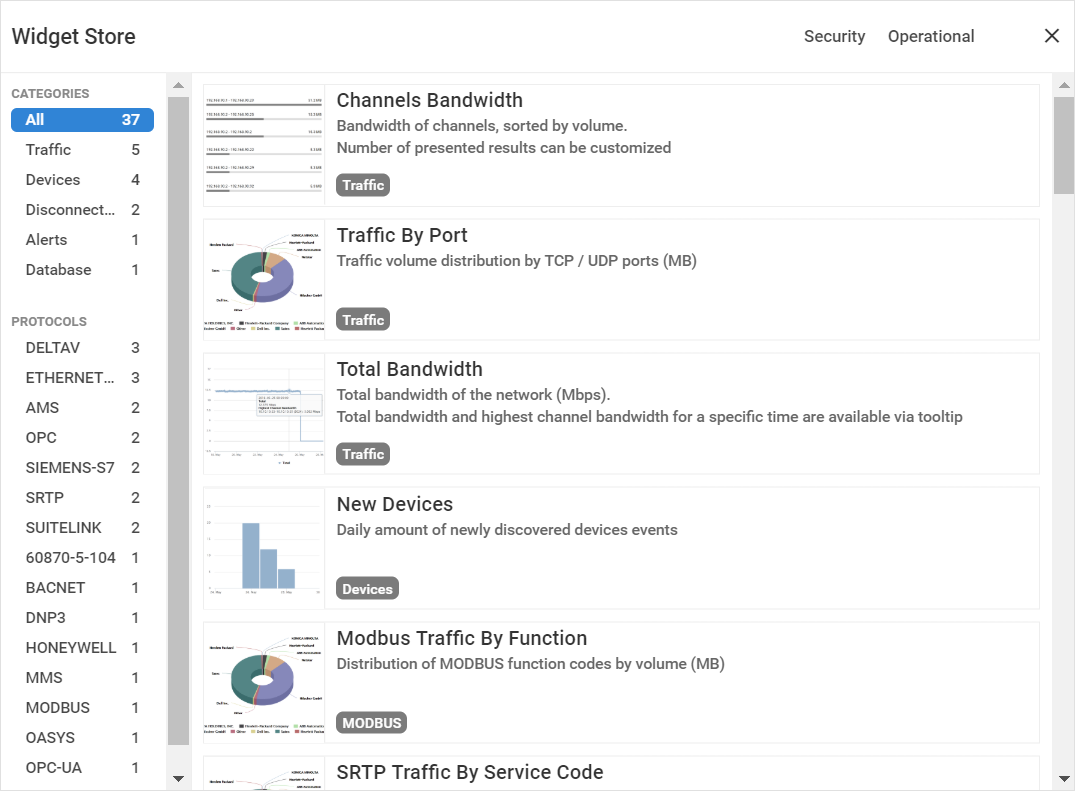 Widget Store
Security
Operational
CATEGORIES
All 37
Traffic 5
Devices 4
Disconnect... 2
Alerts 1
Database 1
PROTOCOLS
DELTAV 3
ETHERNET... 3
AMS 2
OPC 2
SIEMENS-S7 2
SRTP 2
SUITELINK 2
60870-5-104 1
BACNET 1
DNP3 1
HONEYWELL 1
MMS 1
MODBUS 1
OASYS 1
OPC-UA 1
Channels Bandwidth
Bandwidth of channels, sorted by volume.
Number of presented results can be customized
Traffic
Traffic By Port
Traffic volume distribution by TCP / UDP ports (MB)
Traffic
Total Bandwidth
Total bandwidth of the network (Mbps).
Total bandwidth and highest channel bandwidth for a specific time are available via tooltip
Traffic
New Devices
Daily amount of newly discovered devices events
Devices
Modbus Traffic By Function
Distribution of MODBUS function codes by volume (MB)
MODBUS
SRTP Traffic By Service Code